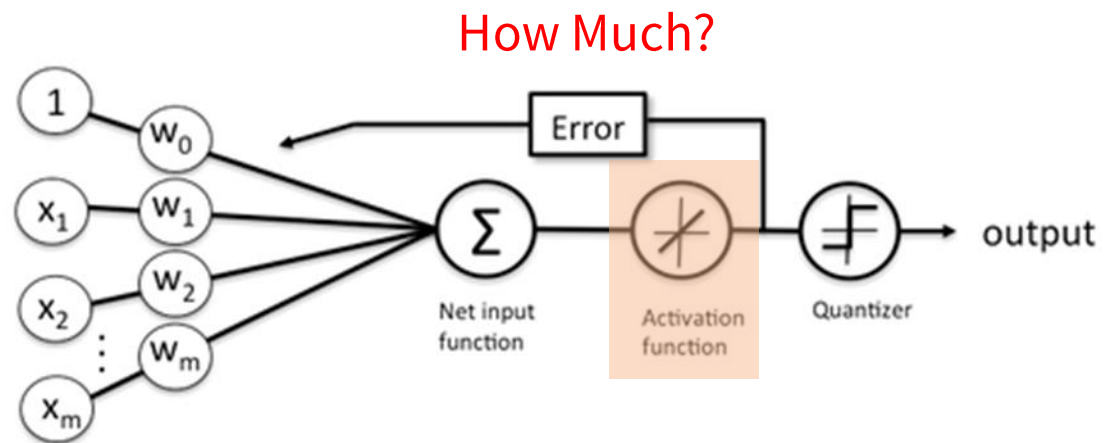 How Much?
1
w0
Error
x1
w1
Σ
output
x2
w2
Net input
function
Activation
function
Quantizer
⋮
wm
xm